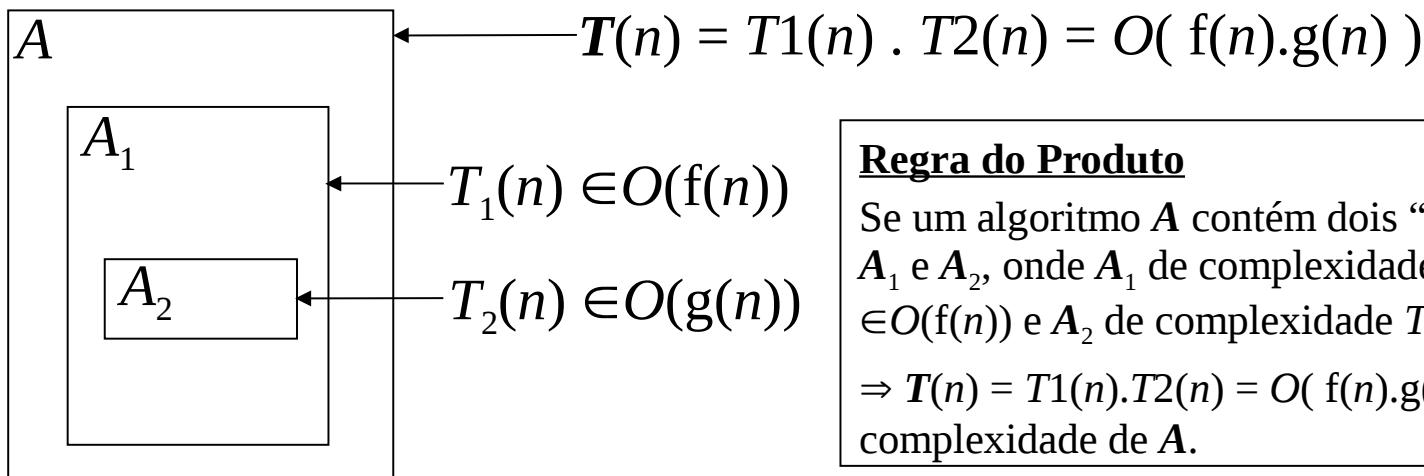 A
T(n) = T1(n) . T2(n) = O( f(n).g(n) )
A₁
T₁(n) ∈O(f(n))
A₂
T₂(n) ∈O(g(n))
Regra do Produto
Se um algoritmo A contém dois “
A₁ e A₂, onde A₁ de complexidade
∈O(f(n)) e A₂ de complexidade T
⇒ T(n) = T1(n).T2(n) = O( f(n).g(
complexidade de A.